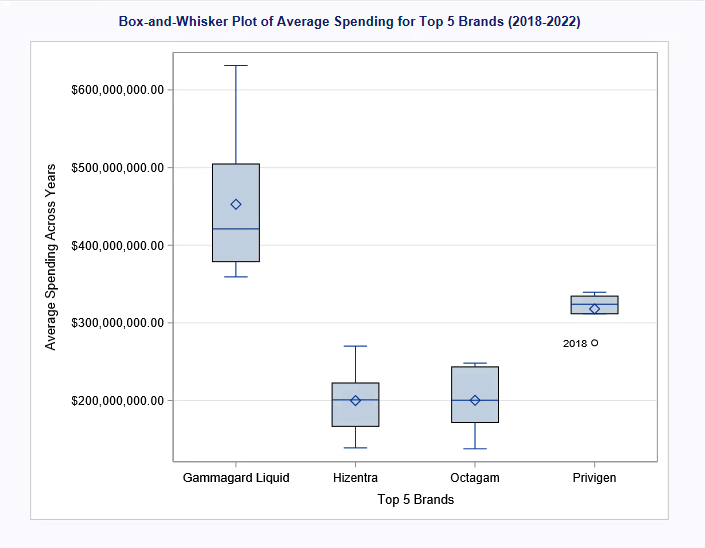 Box-and-Whisker Plot of Average Spending for Top 5 Brands (2018-2022)
Average Spending Across Years
$600,000,000.00
$500,000,000.00
$400,000,000.00
$300,000,000.00
$200,000,000.00
2018
Gammagard Liquid Hizentra Octagam Privigen
Top 5 Brands